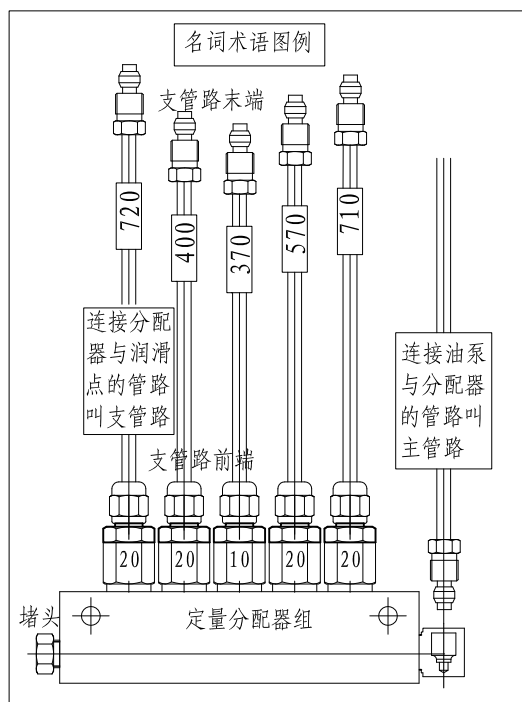 名词术语图例
支管路末端
720
400
370
570
710
连接分配
器与润滑
点的管路
叫支管路
连接油泵
与分配器
的管路叫
主管路
支管路前端
20
20
10
20
20
堵头
定量分配器组